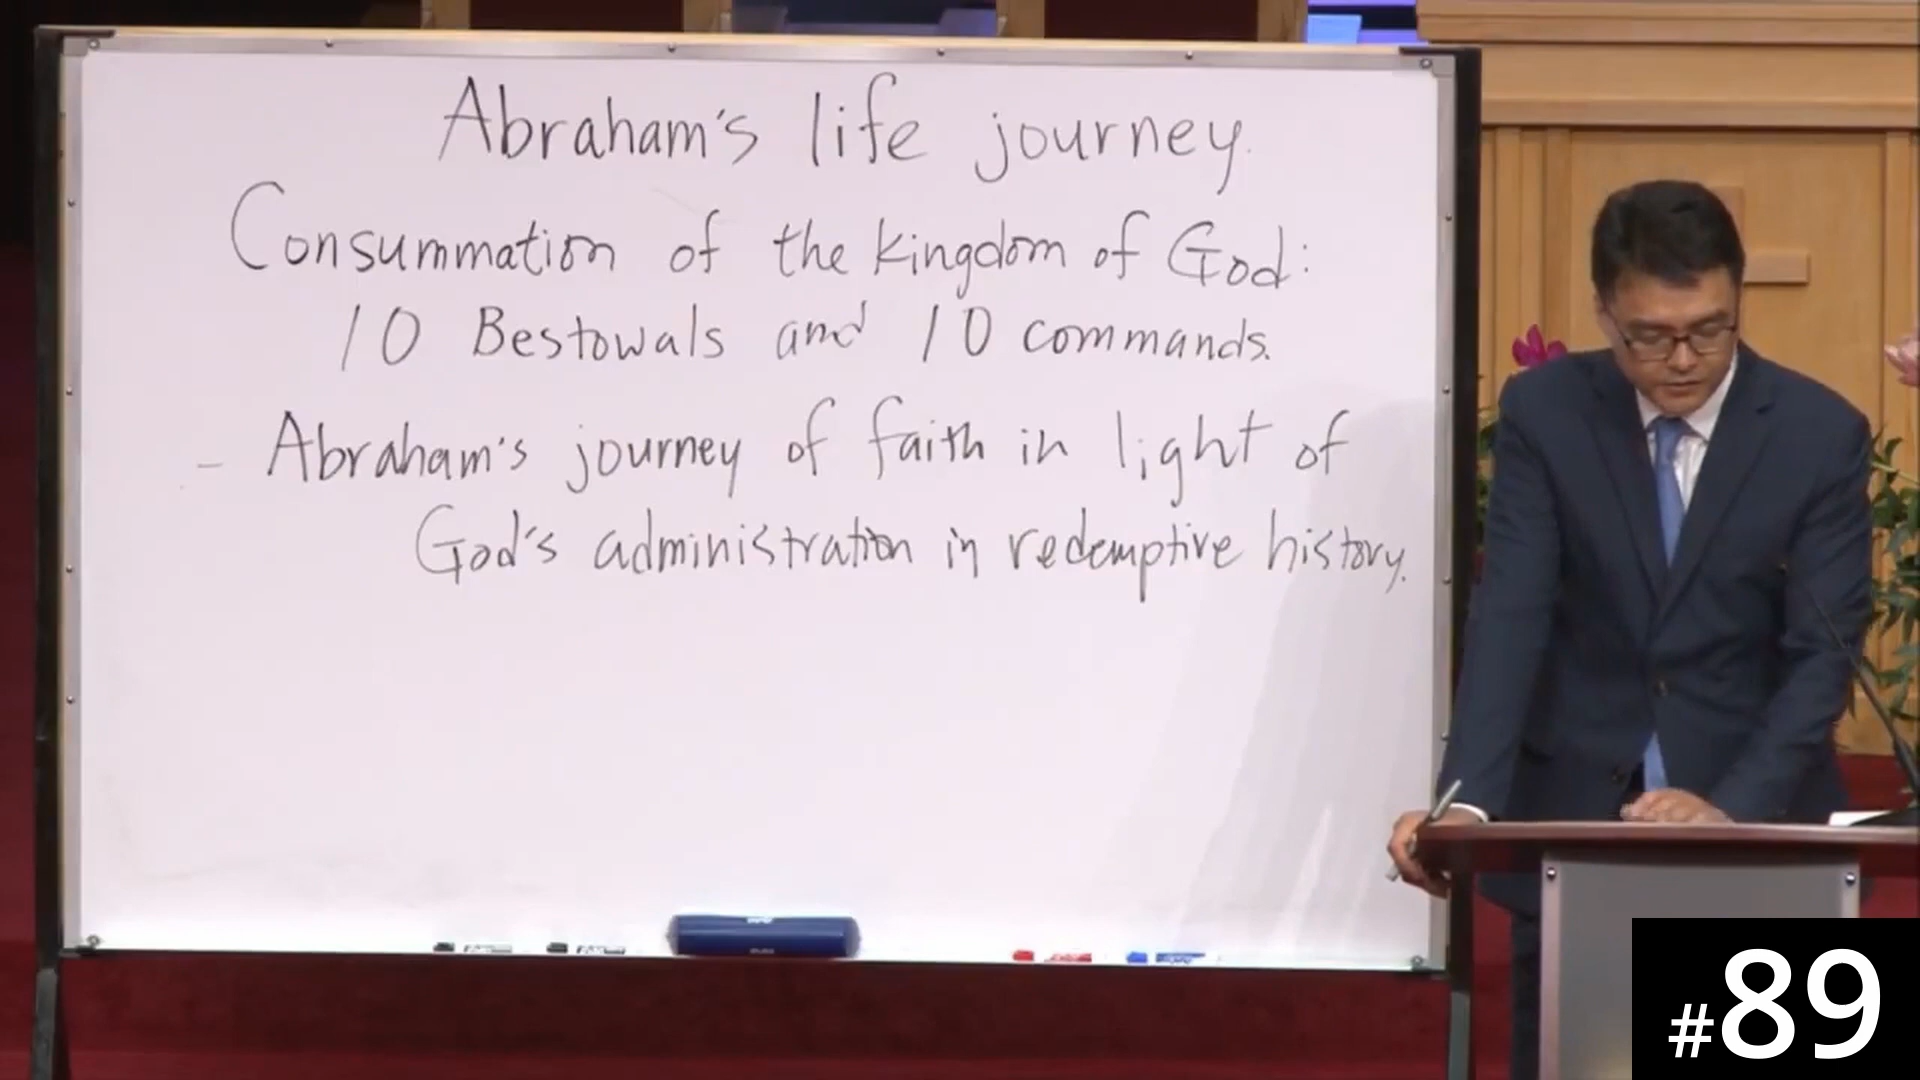 Abraham's life journey.
Consummation of the kingdom of God:
10 Bestowals and 10 commands.
- Abraham's journey of faith in light of
God's administration in redemptive history.
#89